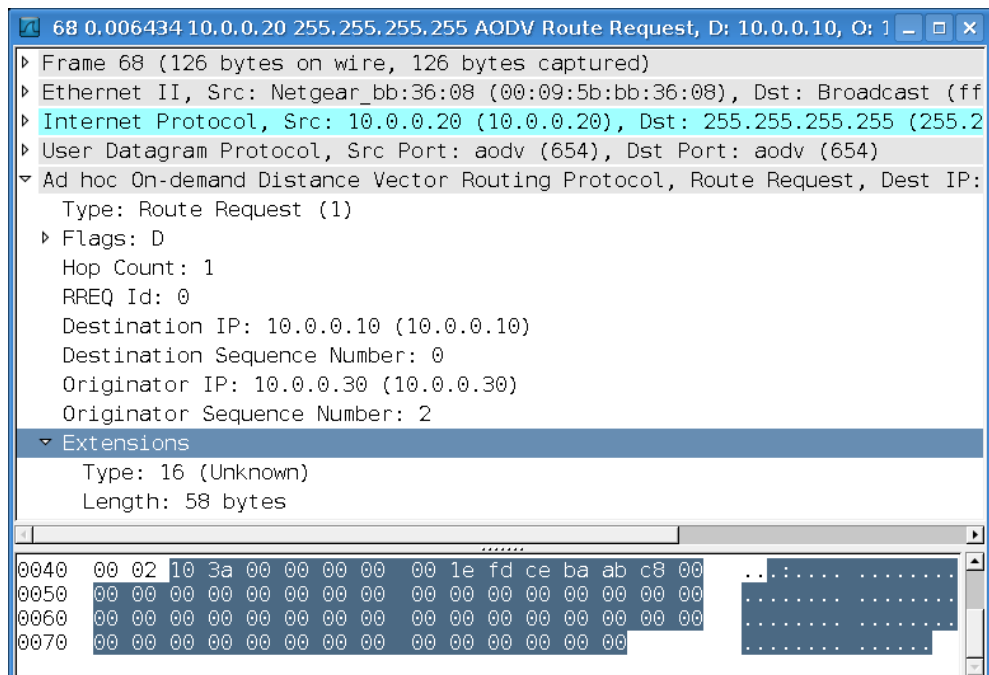 68 0.006434 10.0.0.20 255.255.255.255 AODV Route Request, D: 10.0.0.10, O: 1
Frame 68 (126 bytes on wire, 126 bytes captured)
Ethernet II, Src: Netgear_bb:36:08 (00:09:5b:bb:36:08), Dst: Broadcast (ff
Internet Protocol, Src: 10.0.0.20 (10.0.0.20), Dst: 255.255.255.255 (255.2
User Datagram Protocol, Src Port: aodv (654), Dst Port: aodv (654)
Ad hoc On-demand Distance Vector Routing Protocol, Route Request, Dest IP:
Type: Route Request (1)
Flags: D
Hop Count: 1
RREQ Id: 0
Destination IP: 10.0.0.10 (10.0.0.10)
Destination Sequence Number: 0
Originator IP: 10.0.0.30 (10.0.0.30)
Originator Sequence Number: 2
Extensions
Type: 16 (Unknown)
Length: 58 bytes
0040 00 02 10 3a 00 00 00 00 00 1e fd ce ba ab c8 00 ...:.... ........
0050 00 00 00 00 00 00 00 00 00 00 00 00 00 00 00 00 ........ ........
0060 00 00 00 00 00 00 00 00 00 00 00 00 00 00 00 00 ........ ........
0070 00 00 00 00 00 00 00 00 00 00 00 00 00 00 ........ ......